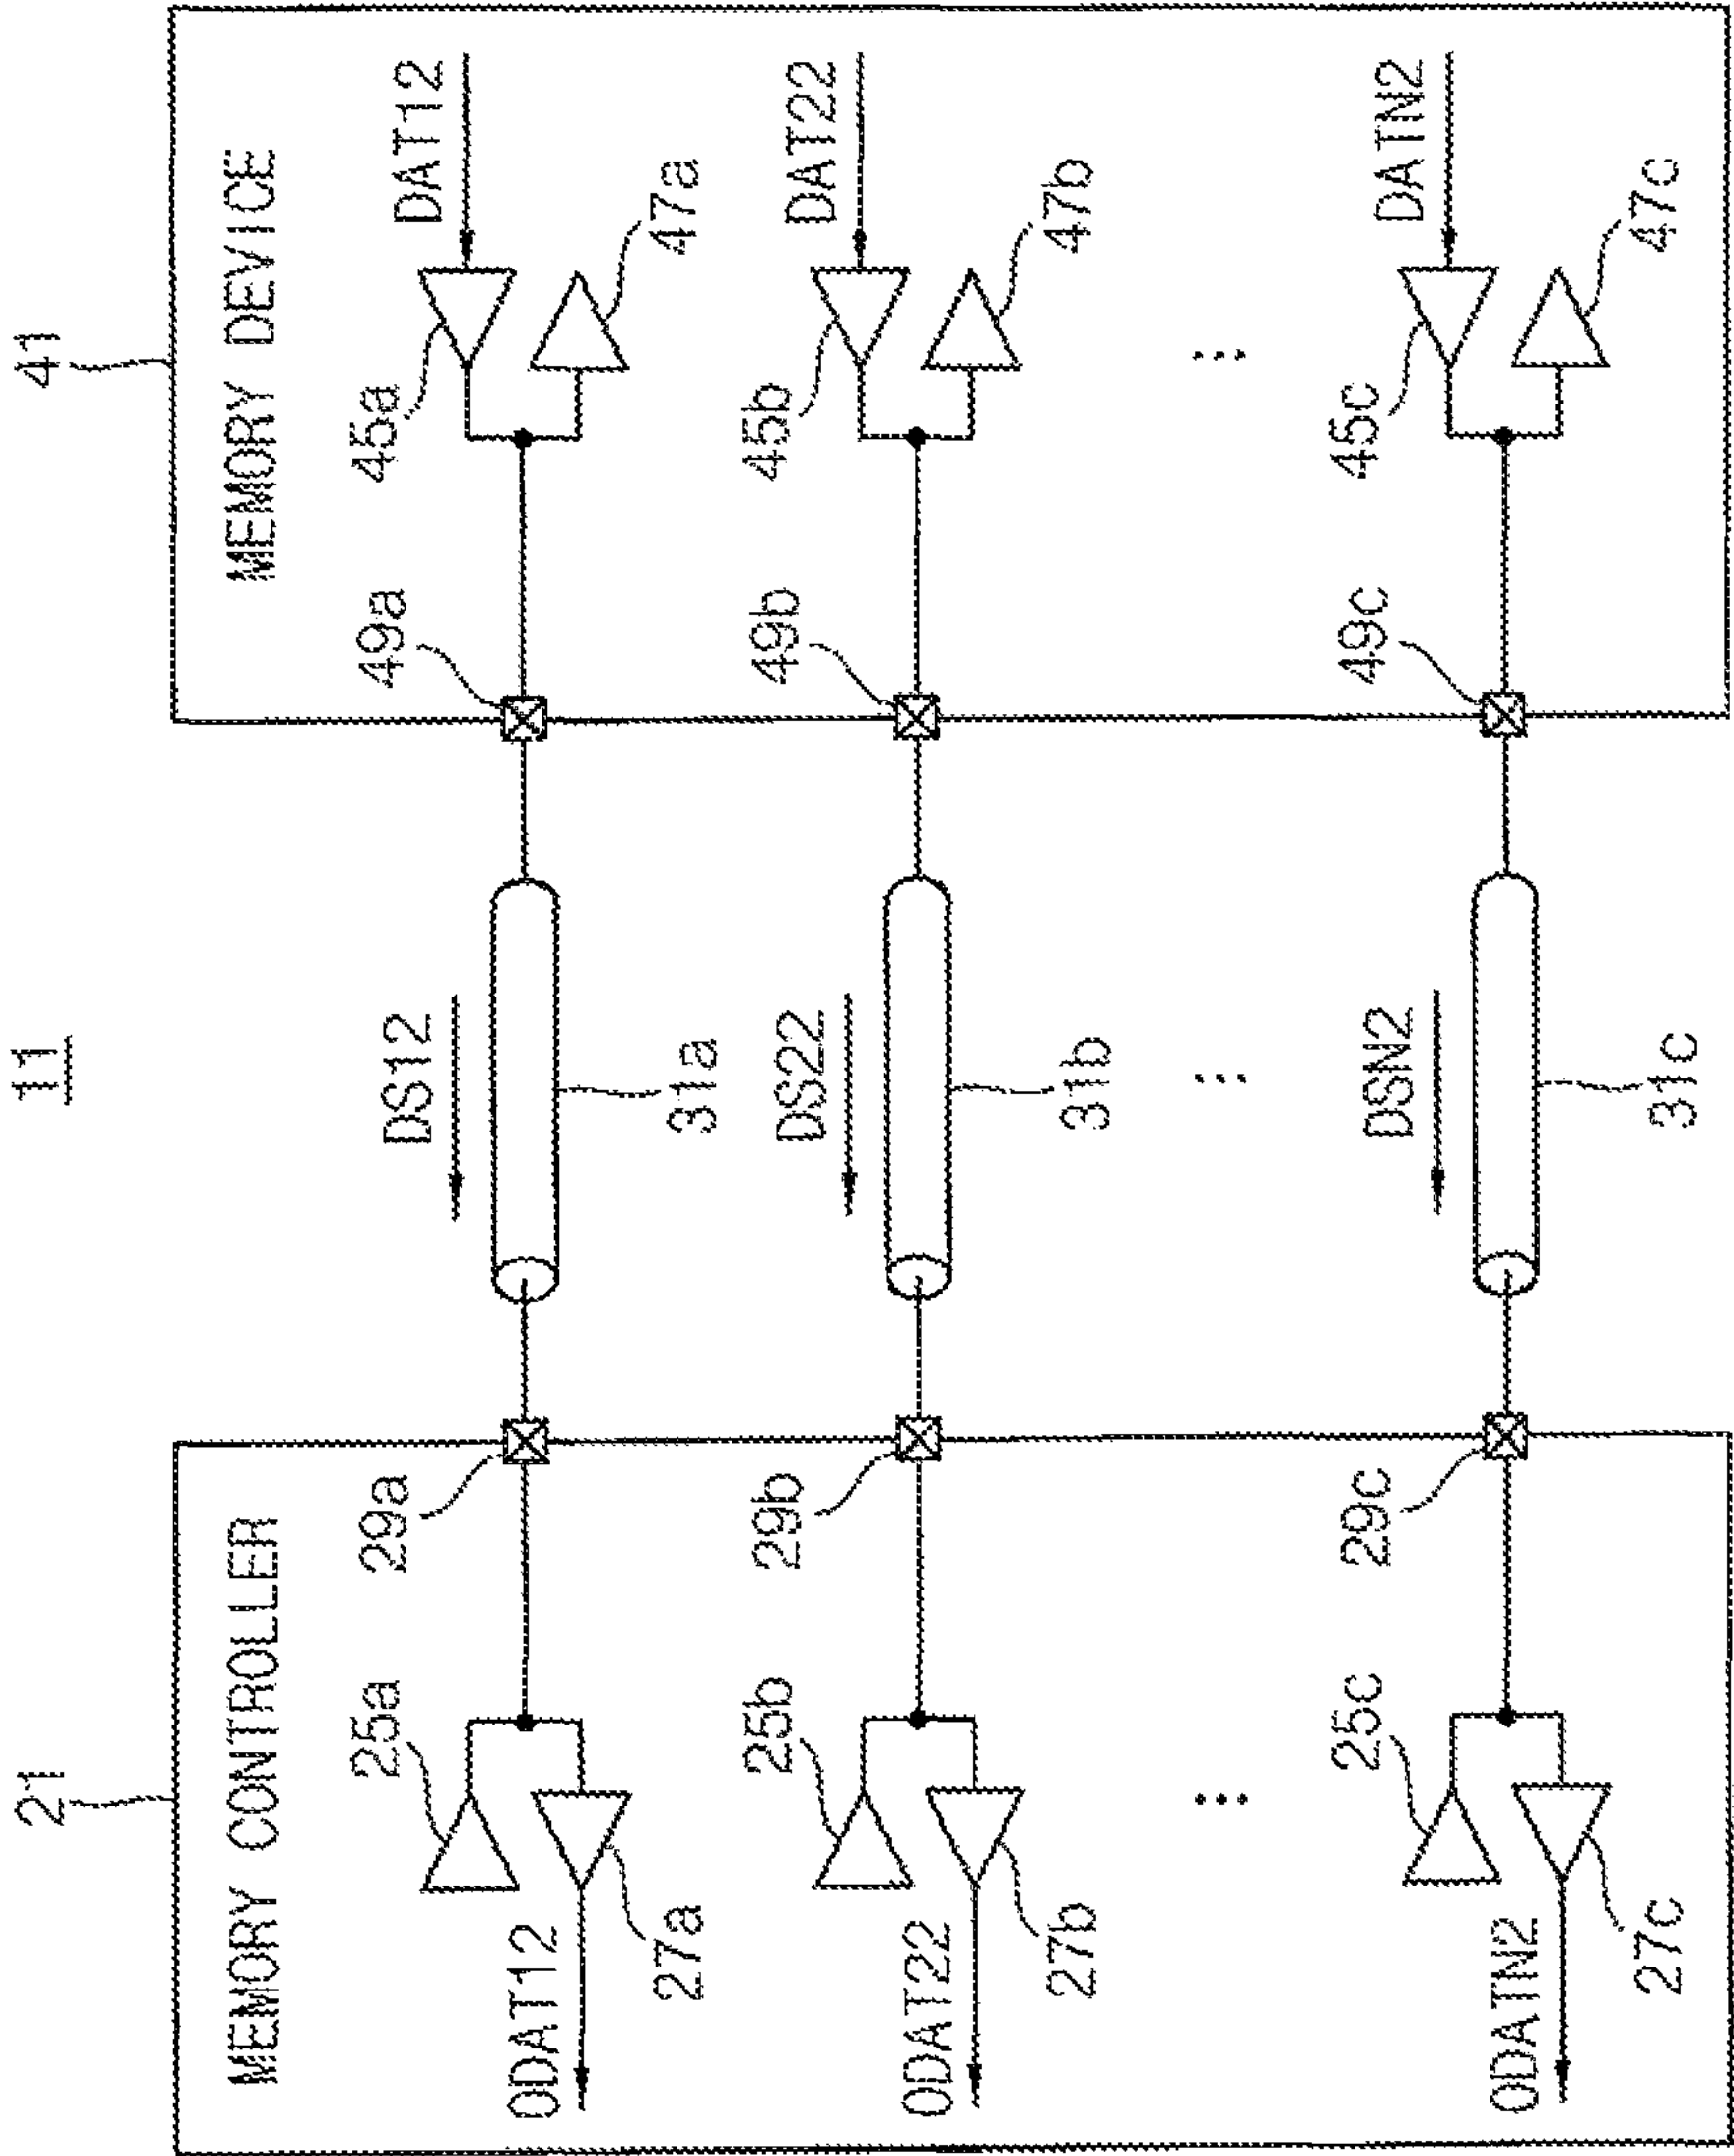 11
21
41
MEMORY CONTROLLER
MEMORY DEVICE
25a
29a
DS12
49a
45a
DAT12
ODAT12
27a
31a
47a
25b
29b
DS22
49b
45b
DAT22
ODAT22
27b
31b
47b
25c
29c
DSN2
49c
45c
DATN2
ODATN2
27c
31c
47c